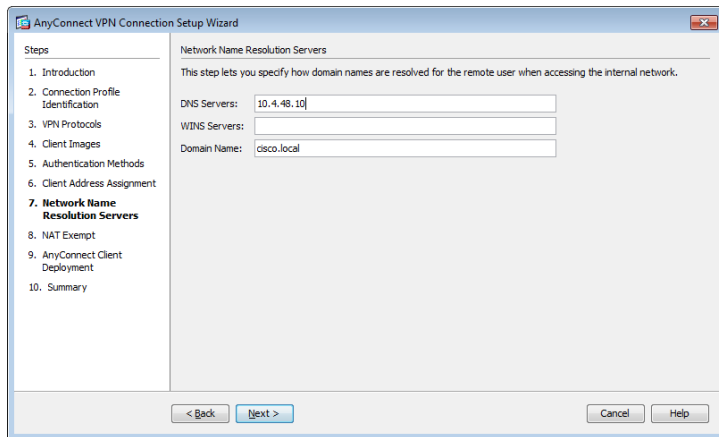 AnyConnect VPN Connection Setup Wizard
Steps
1. Introduction
2. Connection Profile
Identification
3. VPN Protocols
4. Client Images
5. Authentication Methods
6. Client Address Assignment
7. Network Name
Resolution Servers
8. NAT Exempt
9. AnyConnect Client
Deployment
10. Summary
Network Name Resolution Servers
This step lets you specify how domain names are resolved for the remote user when accessing the internal network.
DNS Servers: 10.4.48.10
WINS Servers:
Domain Name: cisco.local
< Back Next > Cancel Help